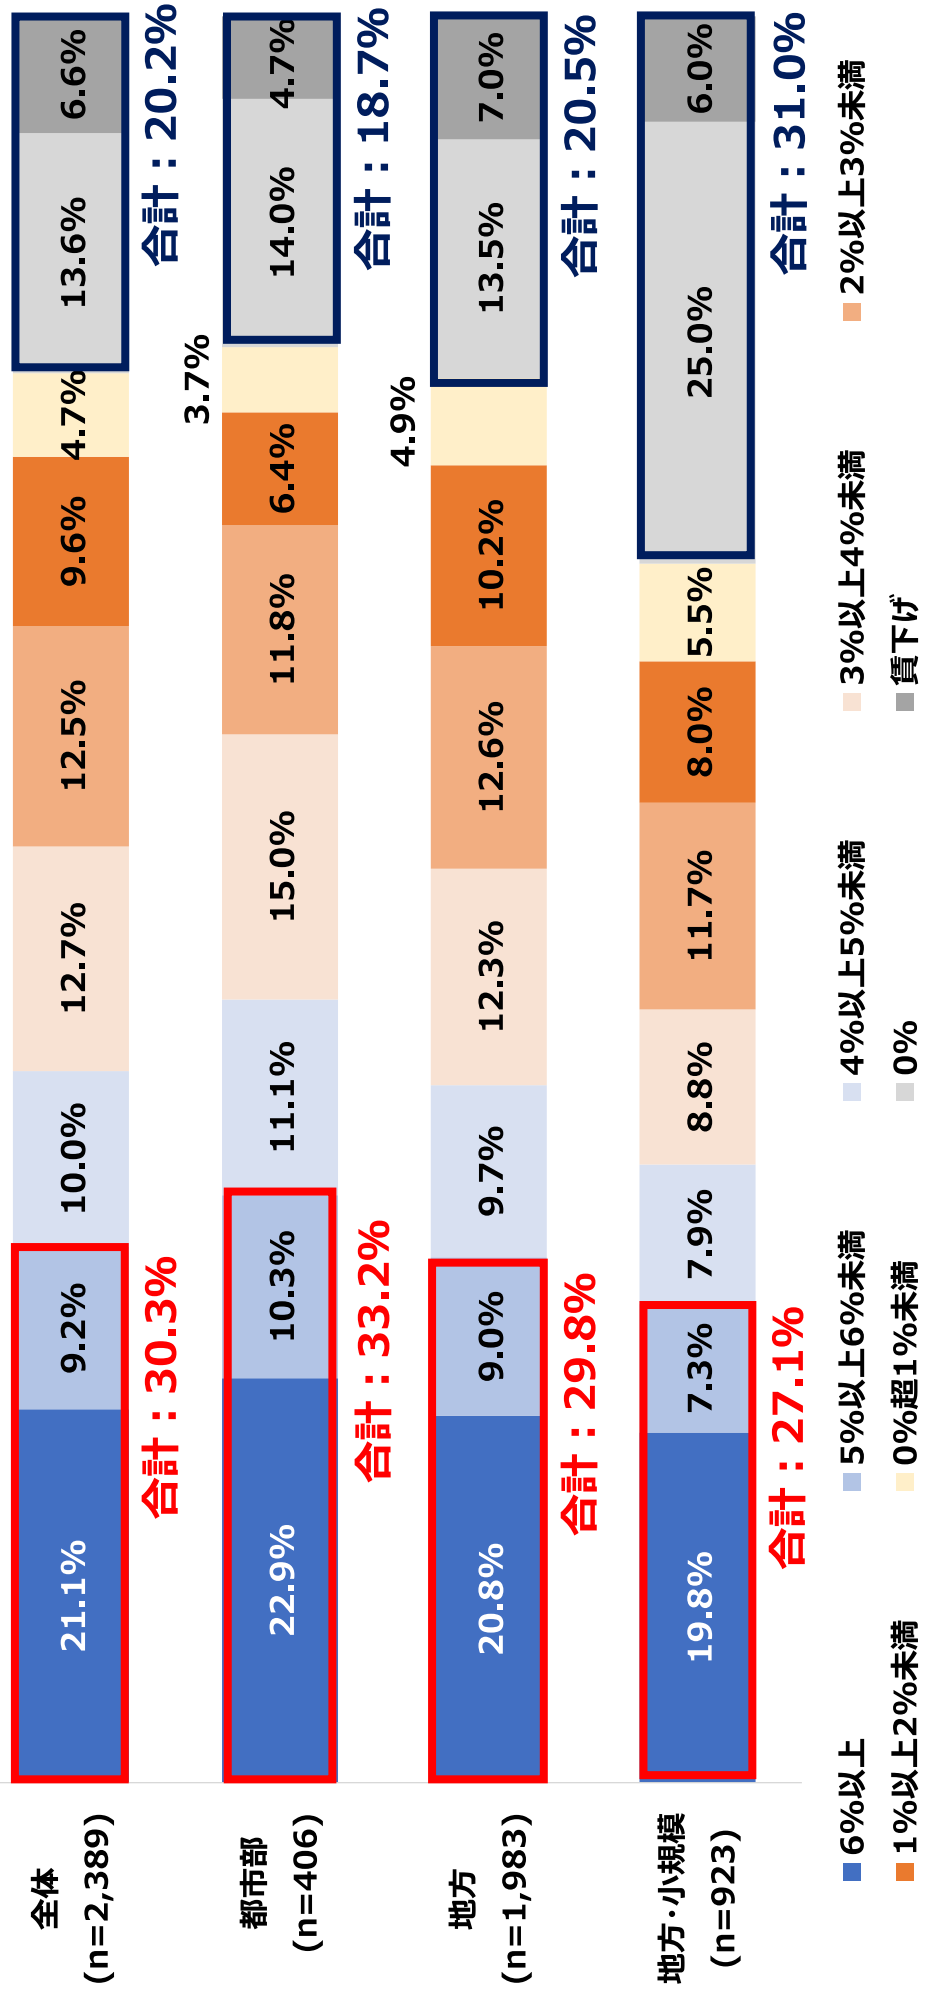 全体
(n=2,389)
21.1%
9.2%
10.0%
12.7%
12.5%
9.6%
4.7%
13.6%
6.6%
合計：30.3%
合計：20.2%
都市部
(n=406)
22.9%
10.3%
11.1%
15.0%
11.8%
6.4%
3.7%
14.0%
4.7%
合計：33.2%
合計：18.7%
地方
(n=1,983)
20.8%
9.0%
9.7%
12.3%
12.6%
10.2%
4.9%
13.5%
7.0%
合計：29.8%
合計：20.5%
地方・小規模
(n=923)
19.8%
7.3%
7.9%
8.8%
11.7%
8.0%
5.5%
25.0%
6.0%
合計：27.1%
合計：31.0%
6%以上
5%以上6%未満
4%以上5%未満
3%以上4%未満
2%以上3%未満
1%以上2%未満
0%超1%未満
0%
賃下げ